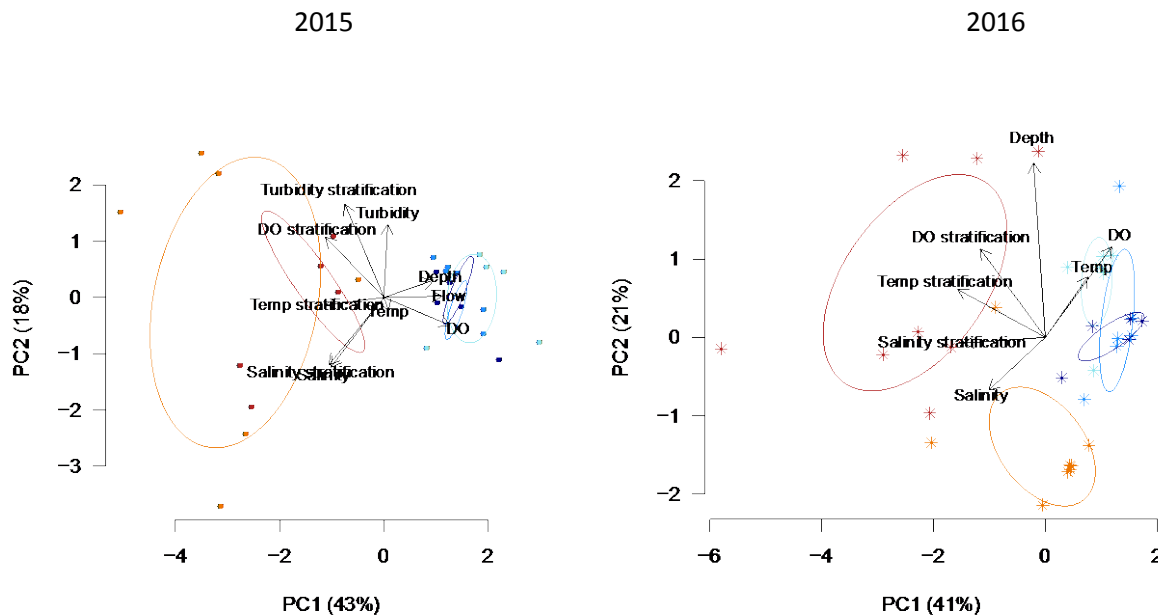 2015
2016
PC2 (18%)
2
1
0
−1
−2
−3
Turbidity stratification
Turbidity
DO stratification
Depth
Temp stratification
Flow
Temp
DO
Salinity stratification
Salinity
−4
−2
0
2
PC1 (43%)
PC2 (21%)
2
1
0
−1
−2
Depth
DO
DO stratification
Temp
Temp stratification
Salinity stratification
Salinity
−6
−4
−2
0
2
PC1 (41%)